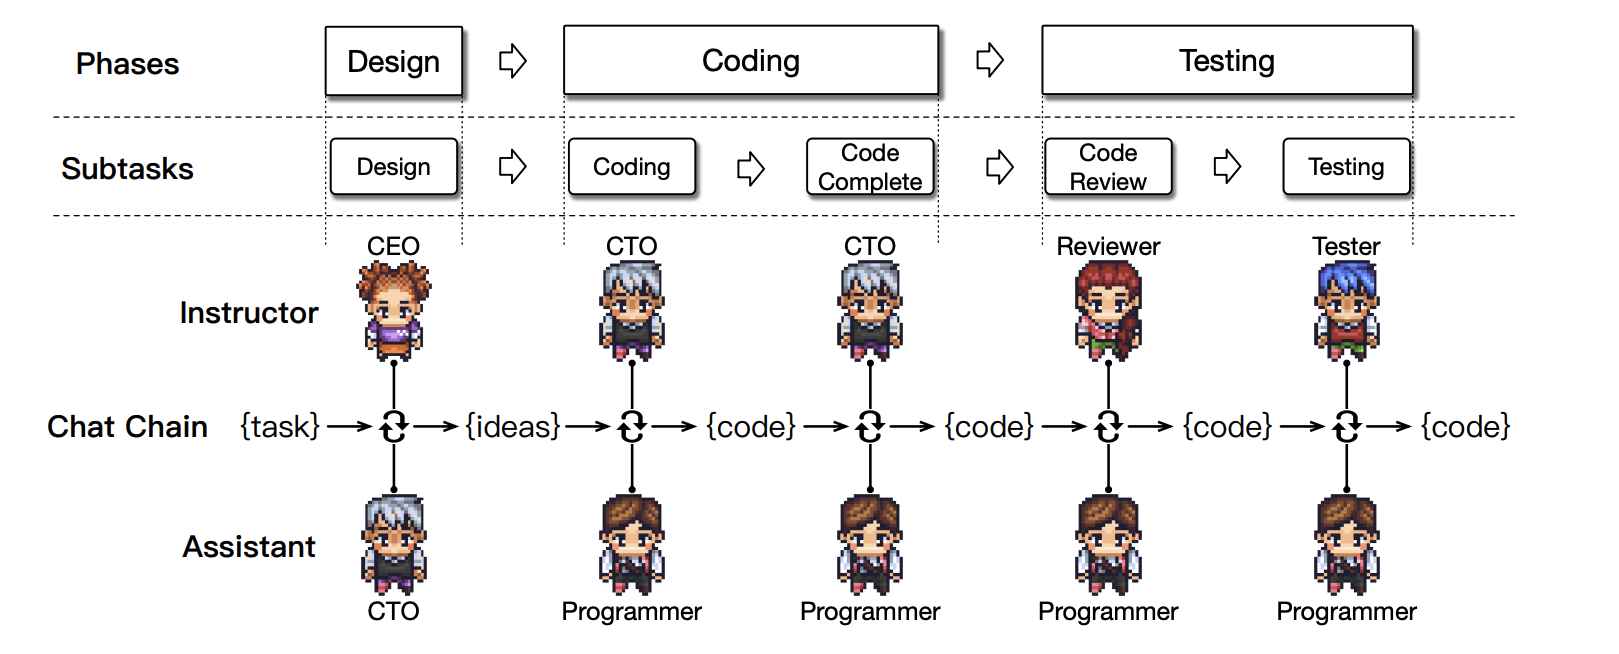 Phases
Design
Coding
Testing
Subtasks
Design
Coding
Code
Complete
Code
Review
Testing
CEO
CTO
CTO
Reviewer
Tester
Instructor
Chat Chain {task} {ideas} {code} {code} {code} {code}
Assistant
CTO
Programmer
Programmer
Programmer
Programmer